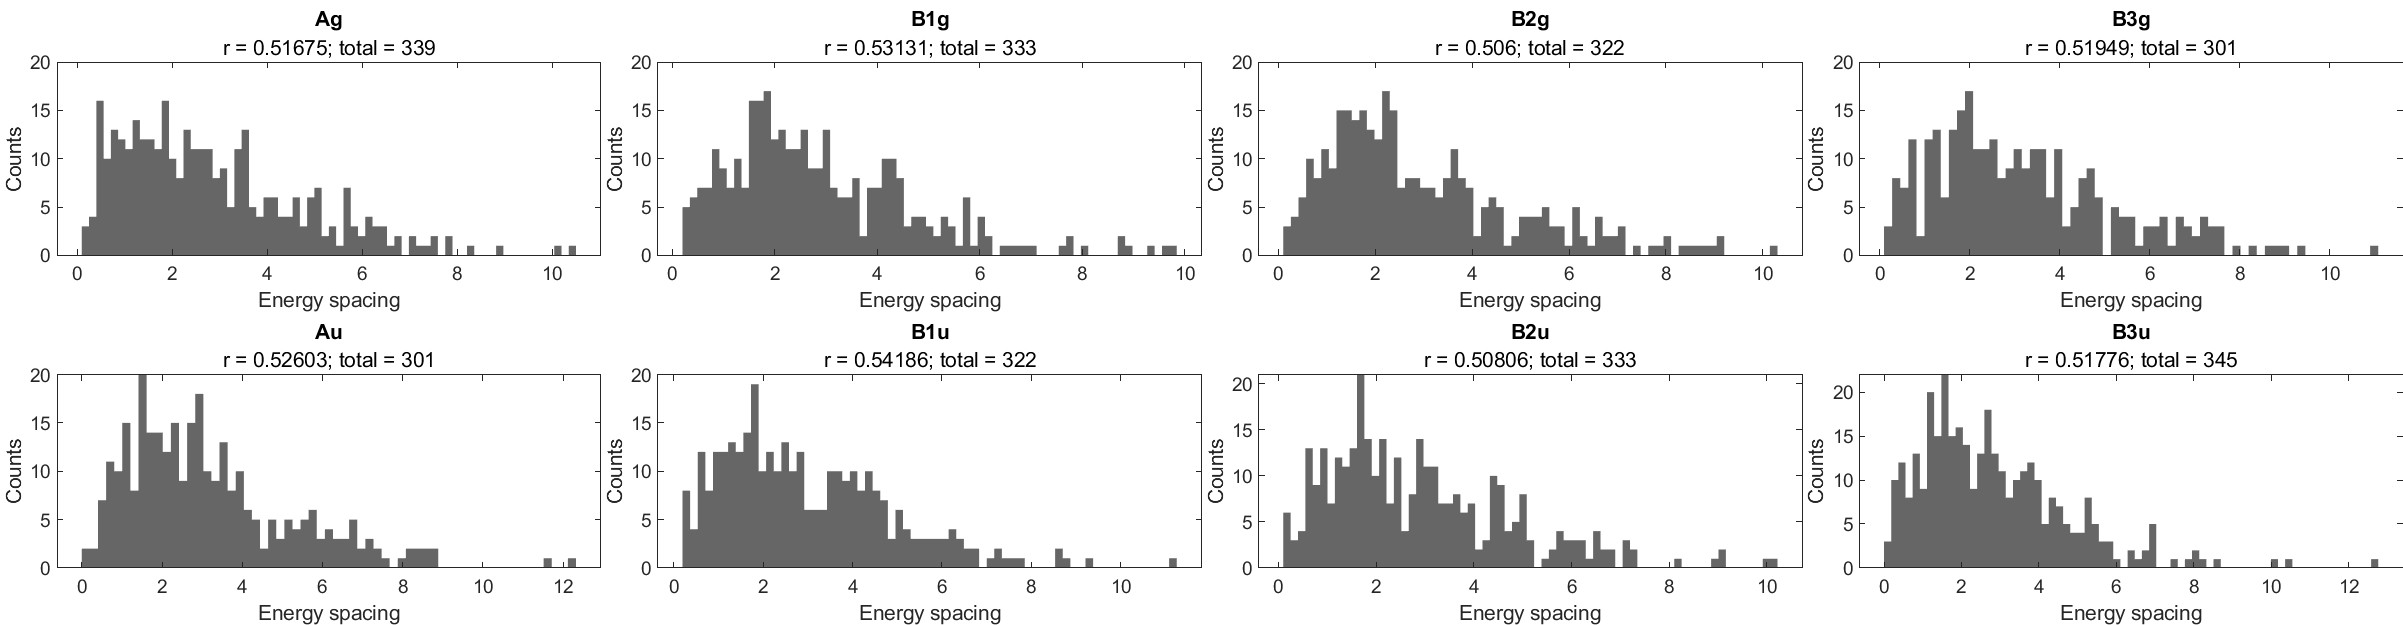 Ag
r = 0.51675; total = 339
20
15
10
5
0
Counts
0 2 4 6 8 10
Energy spacing
B1g
r = 0.53131; total = 333
20
15
10
5
0
Counts
0 2 4 6 8 10
Energy spacing
B2g
r = 0.506; total = 322
20
15
10
5
0
Counts
0 2 4 6 8 10
Energy spacing
B3g
r = 0.51949; total = 301
20
15
10
5
0
Counts
0 2 4 6 8 10
Energy spacing
Au
r = 0.52603; total = 301
20
15
10
5
0
Counts
0 2 4 6 8 10 12
Energy spacing
B1u
r = 0.54186; total = 322
20
15
10
5
0
Counts
0 2 4 6 8 10
Energy spacing
B2u
r = 0.50806; total = 333
20
15
10
5
0
Counts
0 2 4 6 8 10
Energy spacing
B3u
r = 0.51776; total = 345
20
15
10
5
0
Counts
0 2 4 6 8 10 12
Energy spacing